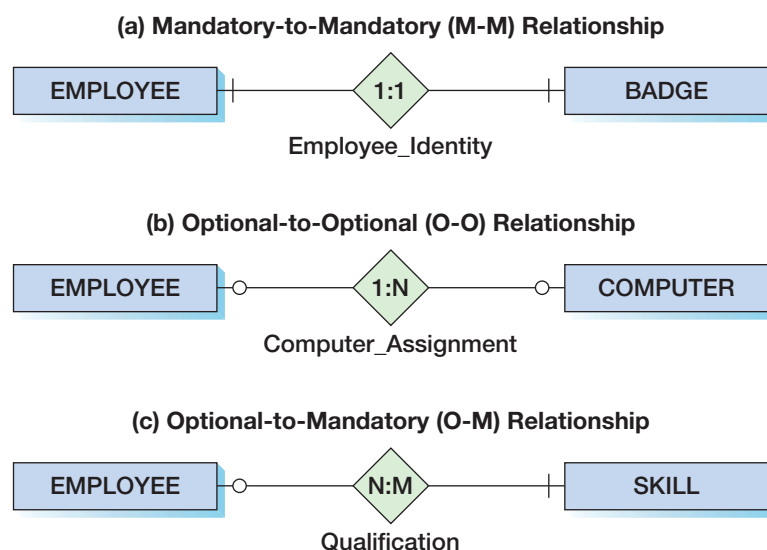 (a) Mandatory-to-Mandatory (M-M) Relationship
EMPLOYEE 1:1 BADGE
Employee_Identity
(b) Optional-to-Optional (O-O) Relationship
EMPLOYEE 1:N COMPUTER
Computer_Assignment
(c) Optional-to-Mandatory (O-M) Relationship
EMPLOYEE N:M SKILL
Qualification